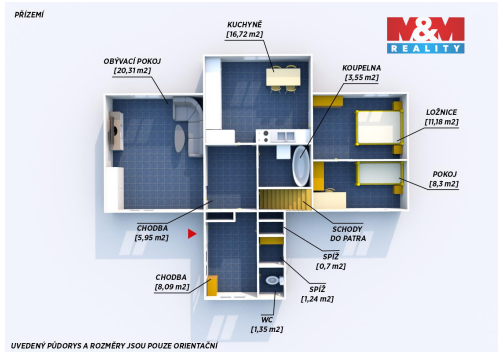 PŘÍZEMÍ
KUCHYNĚ
[16,72 m2]
M&M
REALITY
OBÝVACÍ POKOJ
[20,31 m2]
KOUPELNA
[3,55 m2]
LOŽNICE
[11,18 m2]
POKOJ
[8,3 m2]
CHODBA
[5,95 m2]
SCHODY
DO PATRA
SPÍŽ
[0,7 m2]
CHODBA
[8,09 m2]
SPÍŽ
[1,24 m2]
WC
[1,35 m2]
UVEDENÝ PŮDORYS A ROZMĚRY JSOU POUZE ORIENTAČNÍ